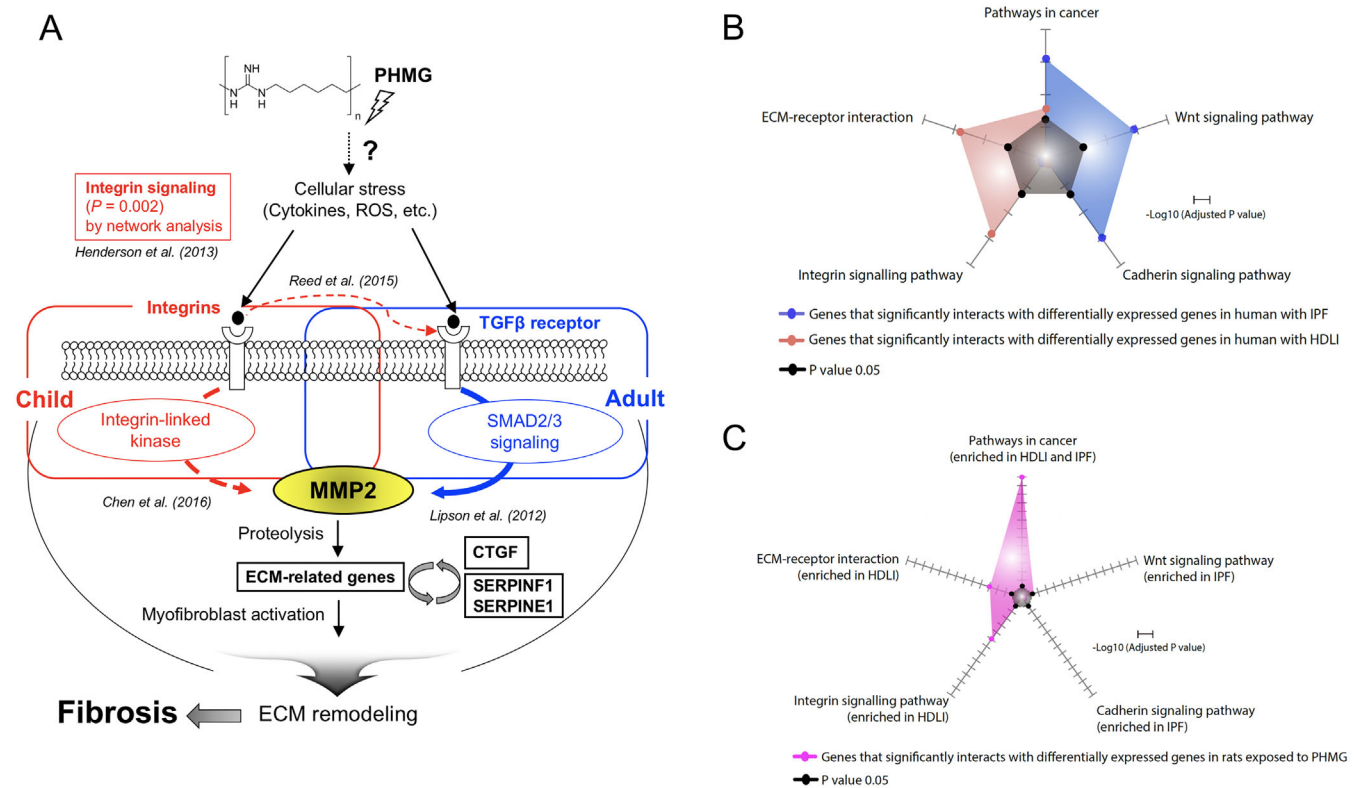 A
NH
N
H
N
H
n
PHMG
?
Cellular stress
(Cytokines, ROS, etc.)
Integrin signaling
(P = 0.002)
by network analysis
Henderson et al. (2013)
Reed et al. (2015)
Integrins
TGFβ receptor
Child
Adult
Integrin-linked
kinase
SMAD2/3
signaling
MMP2
Chen et al. (2016)
Lipson et al. (2012)
Proteolysis
ECM-related genes
CTGF
SERPINF1
SERPINE1
Myofibroblast activation
Fibrosis
ECM remodeling
B
Pathways in cancer
ECM-receptor interaction
Wnt signaling pathway
-Log10 (Adjusted P value)
Integrin signalling pathway
Cadherin signaling pathway
Genes that significantly interacts with differentially expressed genes in human with IPF
Genes that significantly interacts with differentially expressed genes in human with HDLI
P value 0.05
C
Pathways in cancer
(enriched in HDLI and IPF)
ECM-receptor interaction
(enriched in HDLI)
Wnt signaling pathway
(enriched in IPF)
-Log10 (Adjusted P value)
Integrin signalling pathway
(enriched in HDLI)
Cadherin signaling pathway
(enriched in IPF)
Genes that significantly interacts with differentially expressed genes in rats exposed to PHMG
P value 0.05